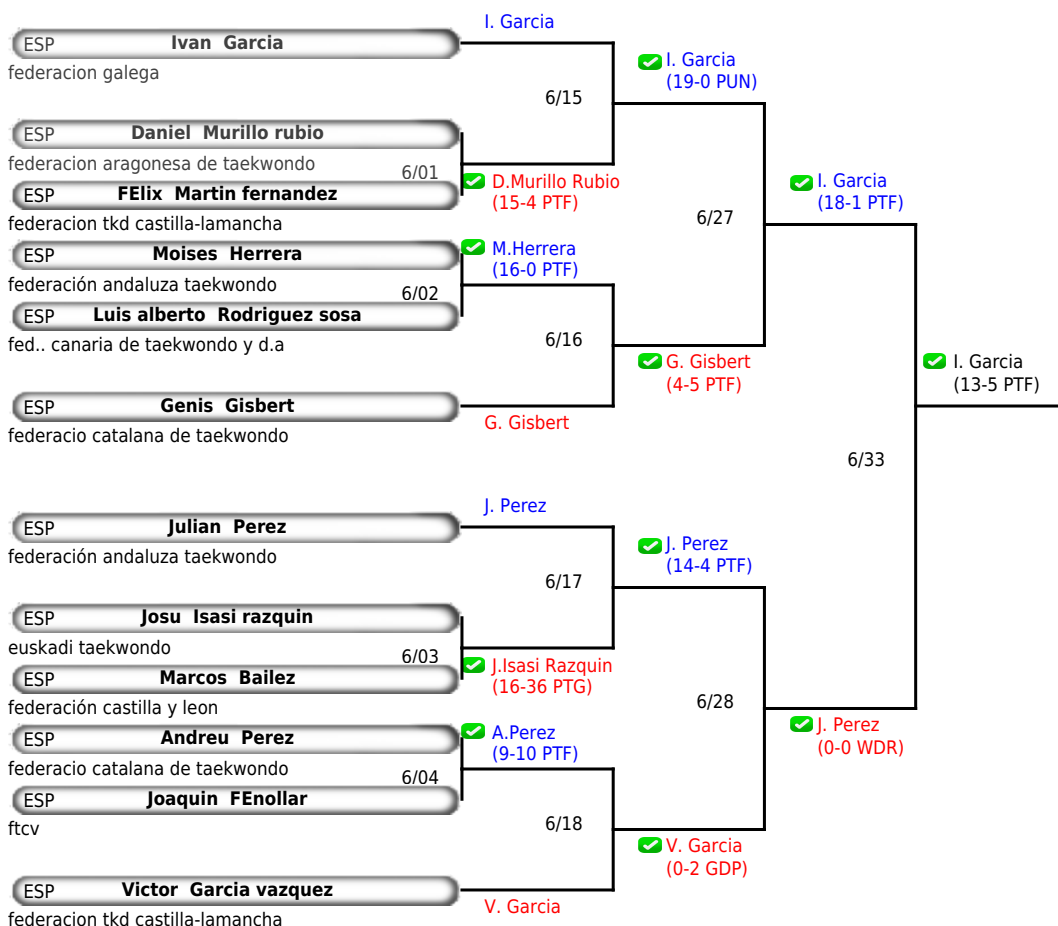 I. Garcia
ESP Ivan Garcia
federacion galega
I. Garcia
(19-0 PUN)
6/15
ESP Daniel Murillo rubio
federacion aragonesa de taekwondo
6/01
D.Murillo Rubio
(15-4 PTF)
ESP FElix Martin fernandez
federacion tkd castilla-lamancha
I. Garcia
(18-1 PTF)
6/27
ESP Moises Herrera
federación andaluza taekwondo
M.Herrera
(16-0 PTF)
6/02
ESP Luis alberto Rodriguez sosa
fed.. canaria de taekwondo y d.a
6/16
G. Gisbert
(4-5 PTF)
I. Garcia
(13-5 PTF)
ESP Genis Gisbert
federacio catalana de taekwondo
G. Gisbert
6/33
J. Perez
ESP Julian Perez
federación andaluza taekwondo
J. Perez
(14-4 PTF)
6/17
ESP Josu Isasi razquin
euskadi taekwondo
6/03
J.Isasi Razquin
(16-36 PTG)
ESP Marcos Bailez
federación castilla y leon
6/28
J. Perez
(0-0 WDR)
ESP Andreu Perez
federacio catalana de taekwondo
A.Perez
(9-10 PTF)
6/04
ESP Joaquin FEnollar
ftcv
6/18
V. Garcia
(0-2 GDP)
ESP Victor Garcia vazquez
federacion tkd castilla-lamancha
V. Garcia